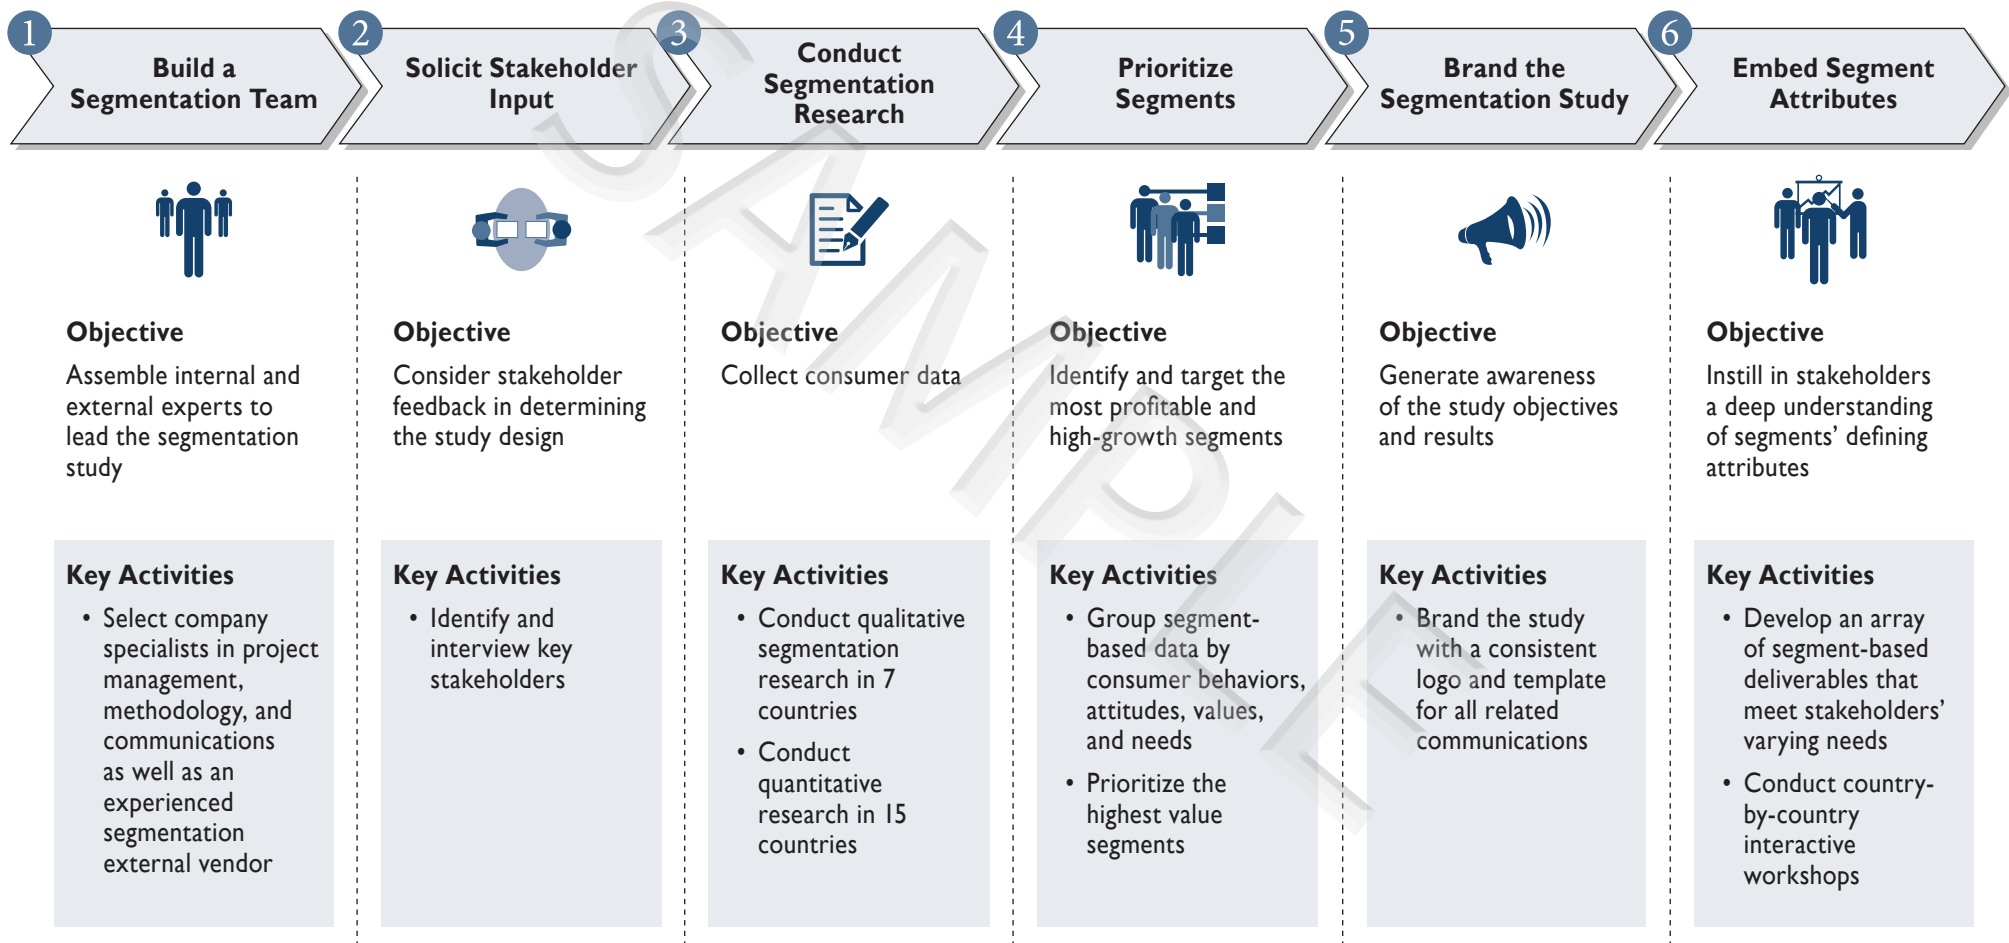 1
Build a
Segmentation Team
2
Solicit Stakeholder
Input
3
Conduct
Segmentation
Research
4
Prioritize
Segments
5
Brand the
Segmentation Study
6
Embed Segment
Attributes
Objective
Assemble internal and
external experts to
lead the segmentation
study
Objective
Consider stakeholder
feedback in determining
the study design
Objective
Collect consumer data
Objective
Identify and target the
most profitable and
high-growth segments
Objective
Generate awareness
of the study objectives
and results
Objective
Instill in stakeholders
a deep understanding
of segments’ defining
attributes
Key Activities
• Select company
specialists in project
management,
methodology, and
communications
as well as an
experienced
segmentation
external vendor
Key Activities
• Identify and
interview key
stakeholders
Key Activities
• Conduct qualitative
segmentation
research in 7
countries
• Conduct
quantitative
research in 15
countries
Key Activities
• Group segment-
based data by
consumer behaviors,
attitudes, values,
and needs
• Prioritize the
highest value
segments
Key Activities
• Brand the study
with a consistent
logo and template
for all related
communications
Key Activities
• Develop an array
of segment-based
deliverables that
meet stakeholders’
varying needs
• Conduct country-
by-country
interactive
workshops
SAMPLE